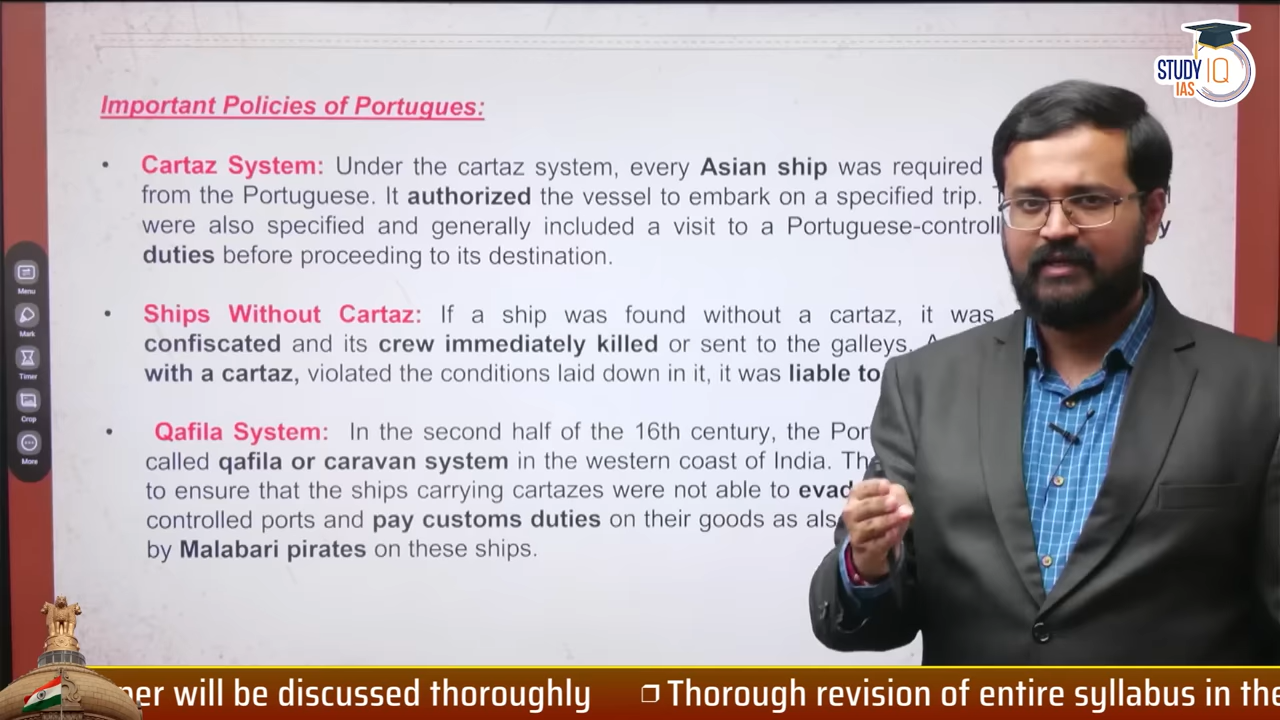 STUDY IQ
IAS
Important Policies of Portugues:
• Cartaz System: Under the cartaz system, every Asian ship was required
from the Portuguese. It authorized the vessel to embark on a specified trip.
were also specified and generally included a visit to a
duties before proceeding to its destination.
• Ships Without Cartaz: If a ship was found without a cartaz, it was
confiscated and its crew immediately killed or sent to the galleys.
with a cartaz, violated the conditions laid down in it, it was liable to
• Qafila System: In the second half of the 16th century, the
called qafila or caravan system in the western coast of India.
to ensure that the ships carrying cartazes were not able to
controlled ports and pay customs duties on their goods as
by Malabari pirates on these ships.
Menu
Mark
Timer
Crop
More
will be discussed thoroughly ❐ Thorough revision of entire syllabus in the